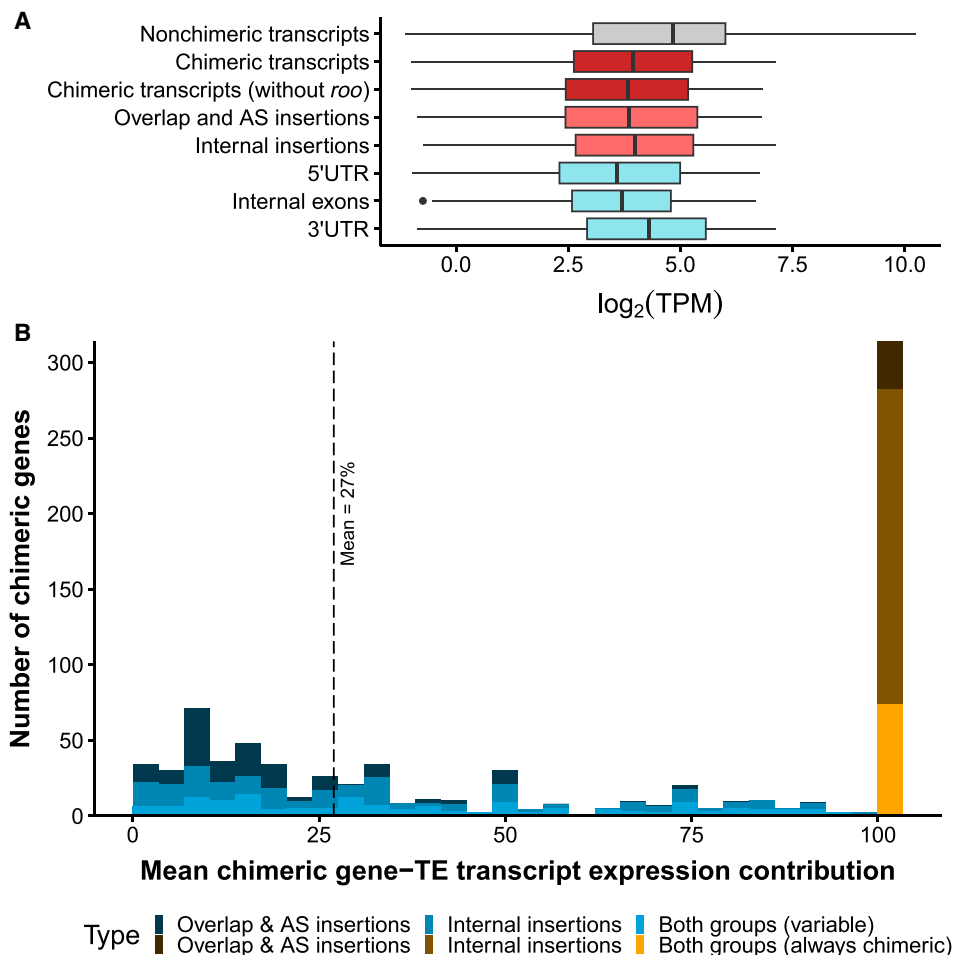 A
Nonchimeric transcripts
Chimeric transcripts
Chimeric transcripts (without roo)
Overlap and AS insertions
Internal insertions
5'UTR
Internal exons
3'UTR
0.0 2.5 5.0 7.5 10.0
log₂(TPM)
B
Number of chimeric genes
300
250
200
150
100
50
0
Mean = 27%
0 25 50 75 100
Mean chimeric gene−TE transcript expression contribution
Type
Overlap & AS insertions Internal insertions Both groups (variable)
Overlap & AS insertions Internal insertions Both groups (always chimeric)